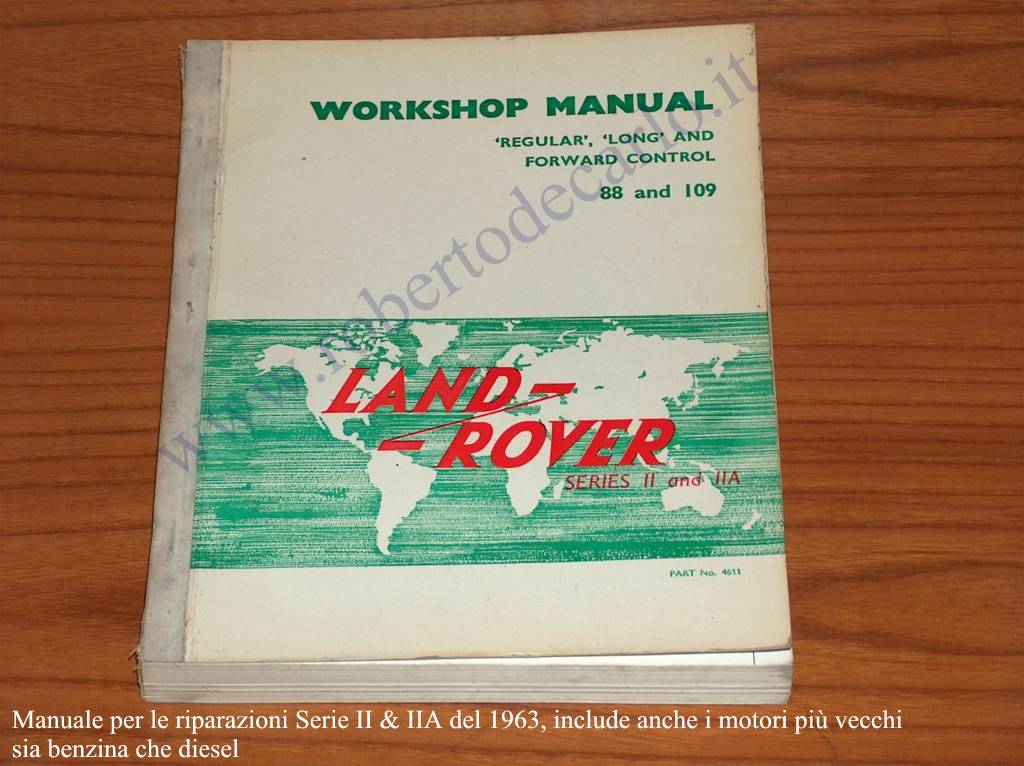 WORKSHOP MANUAL
‘REGULAR’, ‘LONG’ AND
FORWARD CONTROL
88 and 109
www.robertodecarlo.it
LAND-
-ROVER
SERIES II and IIA
PART No. 4611
Manuale per le riparazioni Serie II & IIA del 1963, include anche i motori più vecchi
sia benzina che diesel